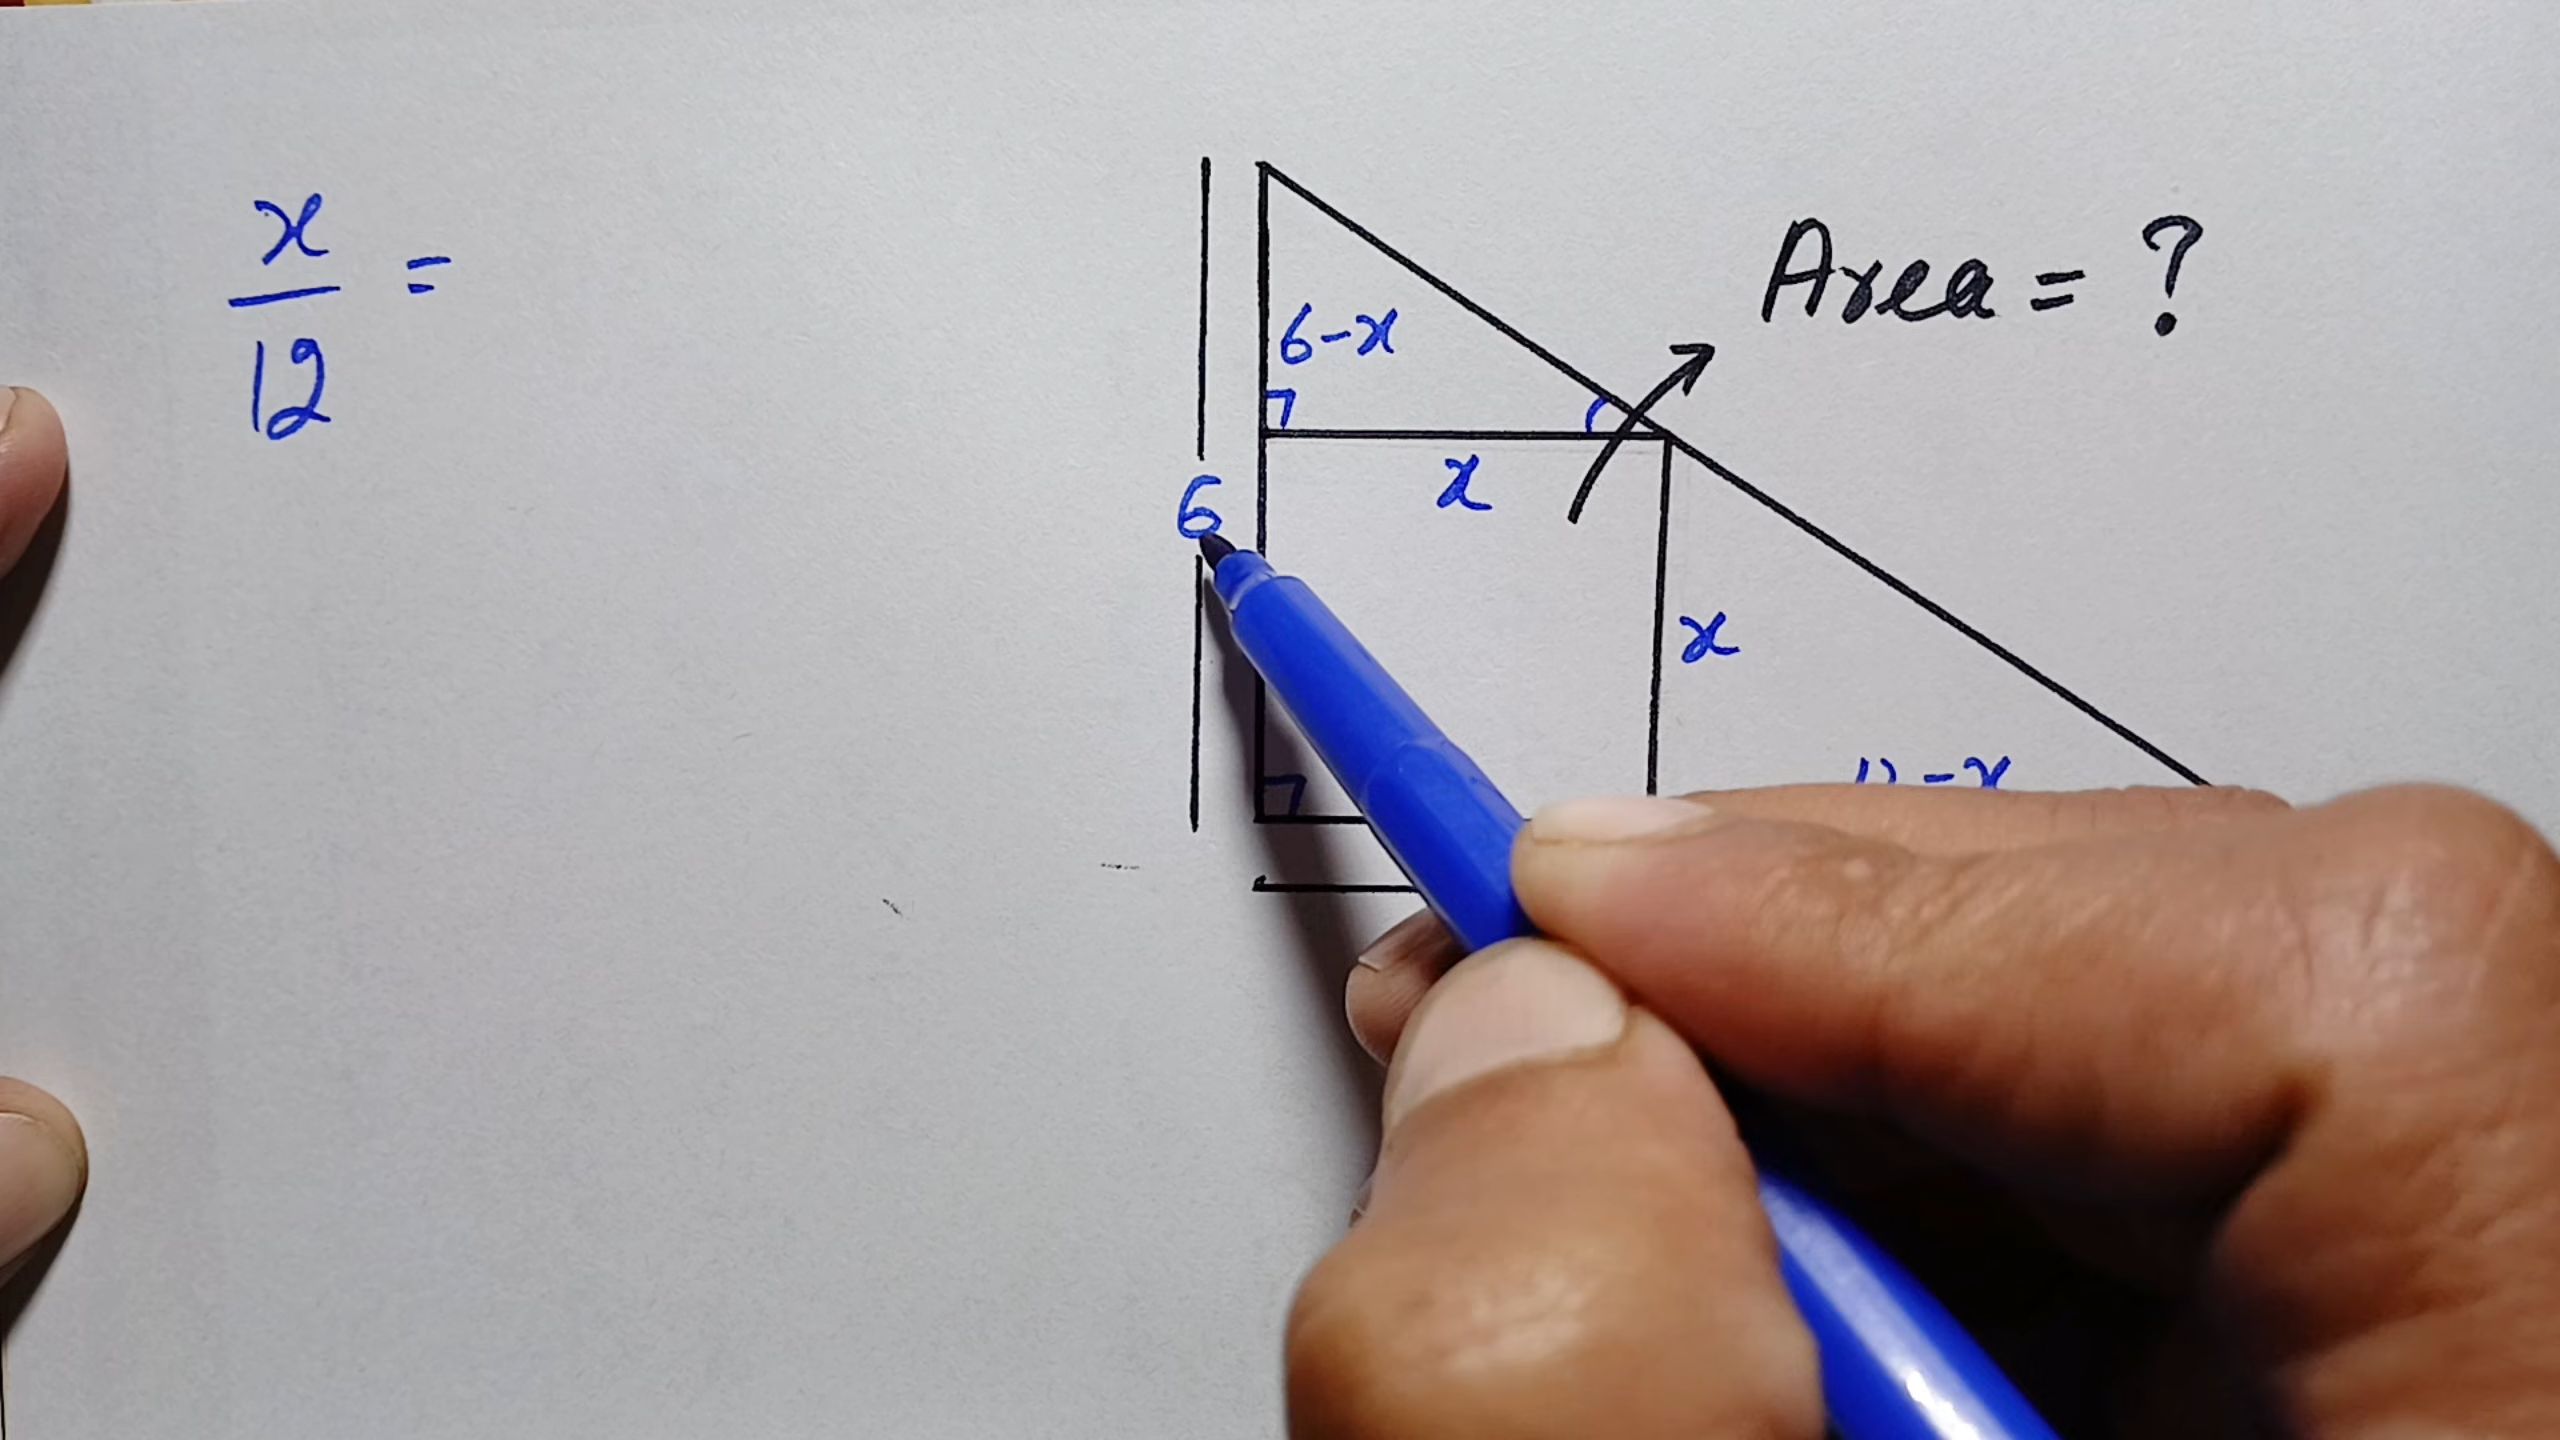 x
12
=
Area = ?
6-x
x
6
x